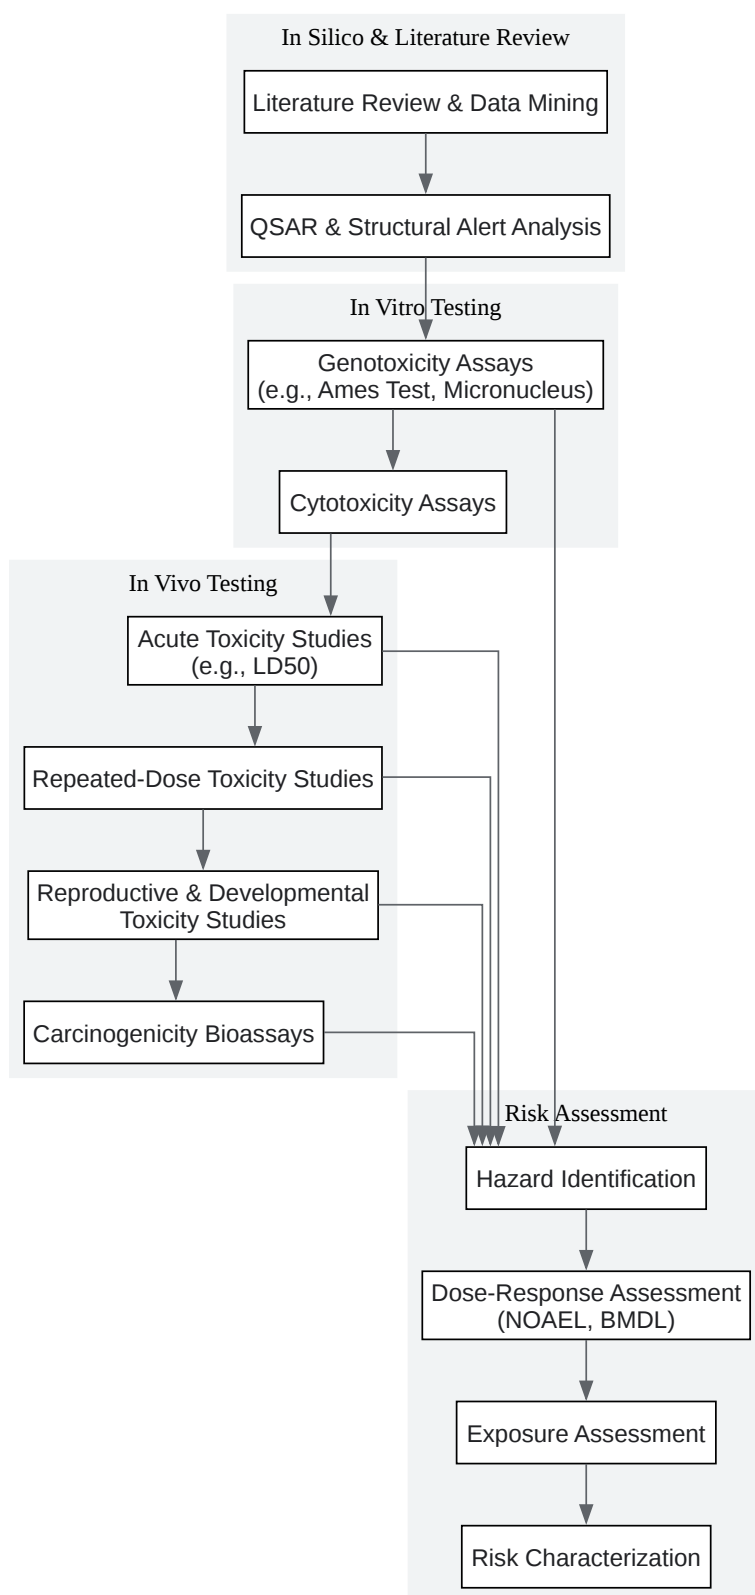 In Silico & Literature Review
Literature Review & Data Mining
QSAR & Structural Alert Analysis
In Vitro Testing
Genotoxicity Assays
(e.g., Ames Test, Micronucleus)
Cytotoxicity Assays
In Vivo Testing
Acute Toxicity Studies
(e.g., LD50)
Repeated-Dose Toxicity Studies
Reproductive & Developmental
Toxicity Studies
Carcinogenicity Bioassays
Risk Assessment
Hazard Identification
Dose-Response Assessment
(NOAEL, BMDL)
Exposure Assessment
Risk Characterization